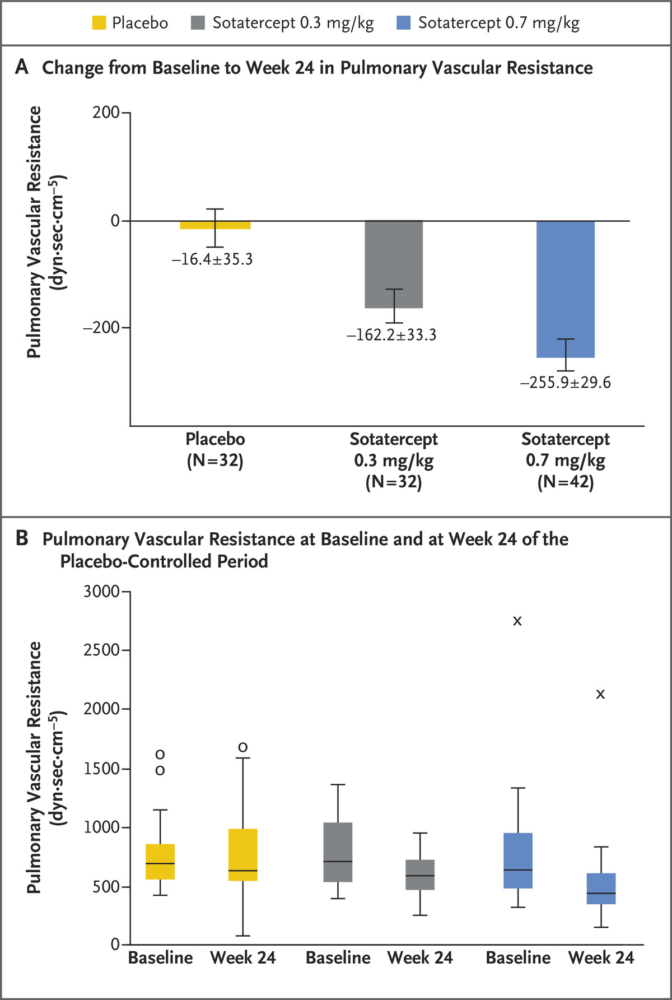 Placebo Sotatercept 0.3 mg/kg Sotatercept 0.7 mg/kg
A Change from Baseline to Week 24 in Pulmonary Vascular Resistance
Pulmonary Vascular Resistance
(dyn·sec·cm−5)
200
0
−200
−16.4±35.3
−162.2±33.3
−255.9±29.6
Placebo
(N=32)
Sotatercept
0.3 mg/kg
(N=32)
Sotatercept
0.7 mg/kg
(N=42)
B Pulmonary Vascular Resistance at Baseline and at Week 24 of the
Placebo-Controlled Period
Pulmonary Vascular Resistance
(dyn·sec·cm−5)
3000
2500
2000
1500
1000
500
0
Baseline Week 24 Baseline Week 24 Baseline Week 24